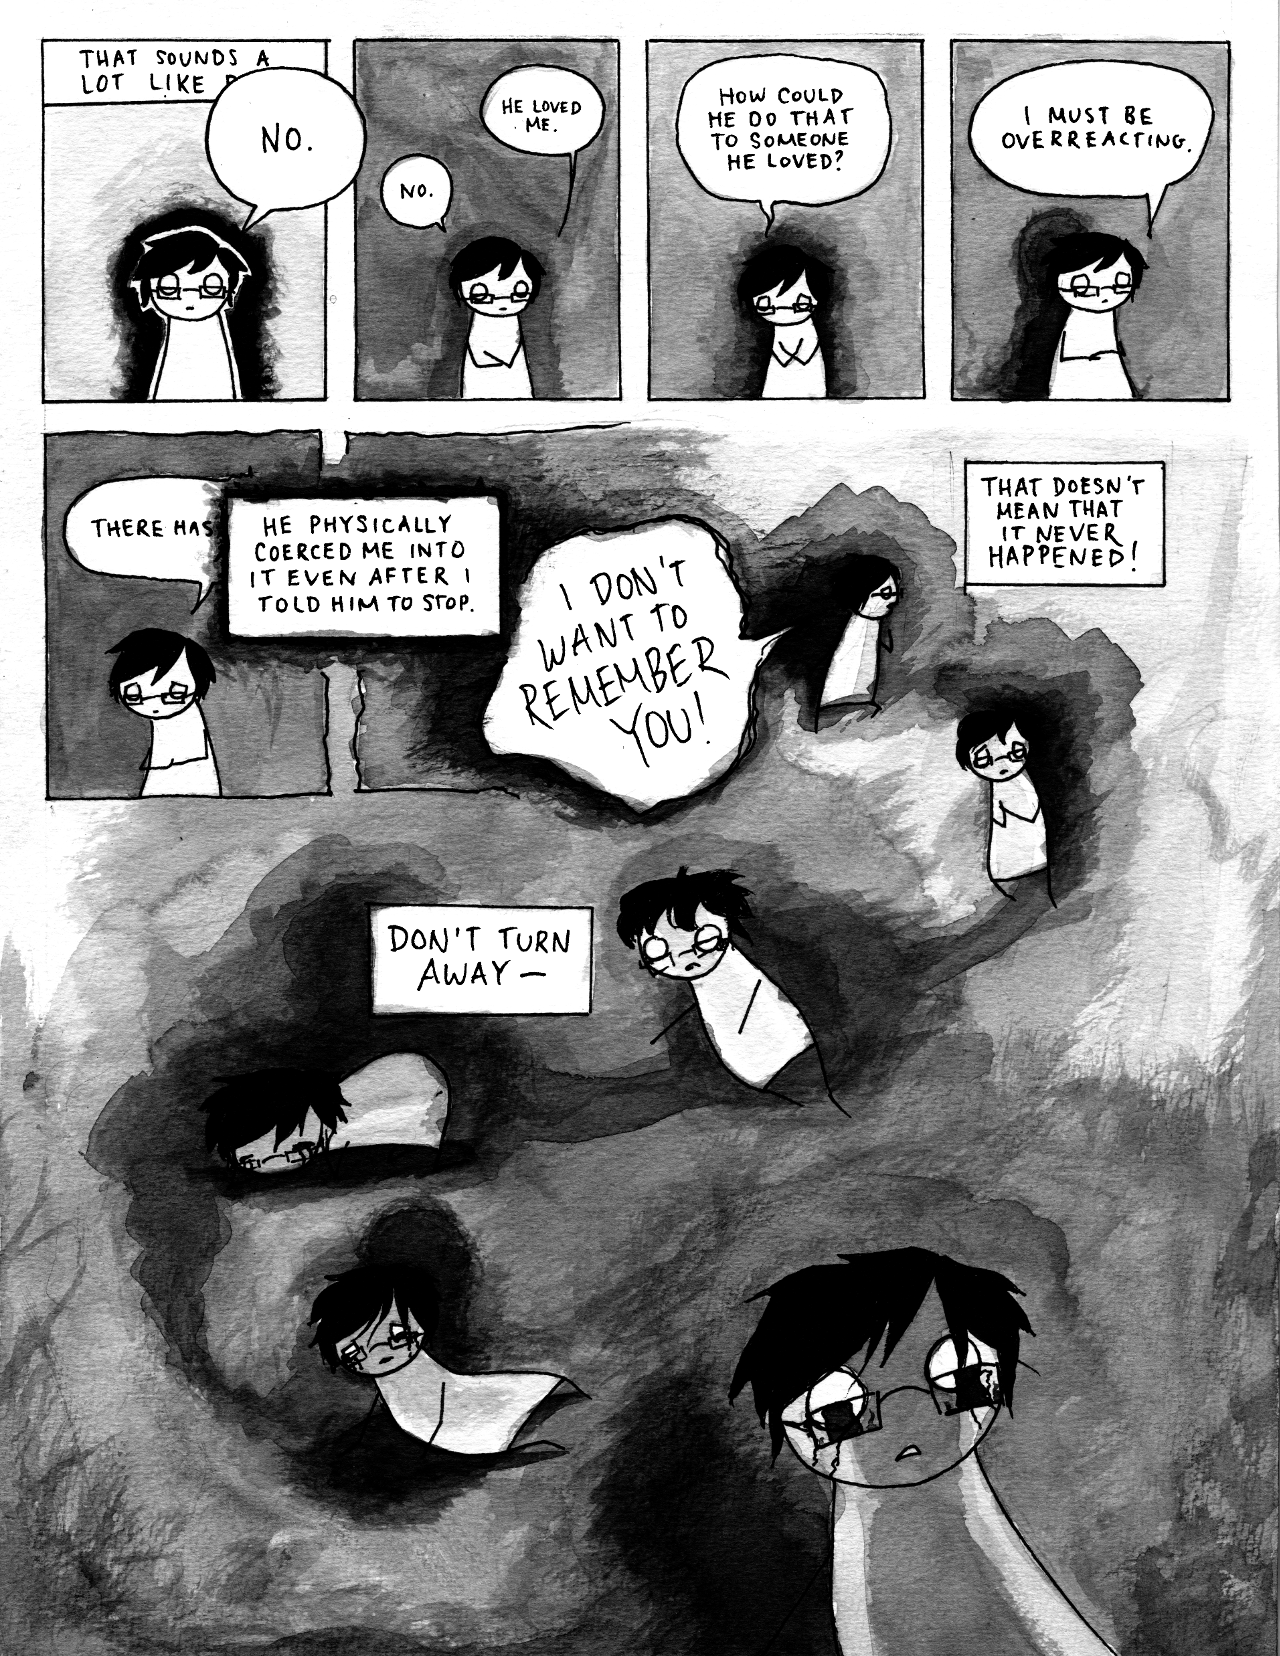 THAT SOUNDS A
LOT LIKE
NO.
HE LOVED
ME.
NO.
HOW COULD
HE DO THAT
TO SOMEONE
HE LOVED?
I MUST BE
OVERREACTING.
THERE HAS
HE PHYSICALLY
COERCED ME INTO
IT EVEN AFTER I
TOLD HIM TO STOP.
I DON'T
WANT TO
REMEMBER
YOU!
THAT DOESN'T
MEAN THAT
IT NEVER
HAPPENED!
DON'T TURN
AWAY—